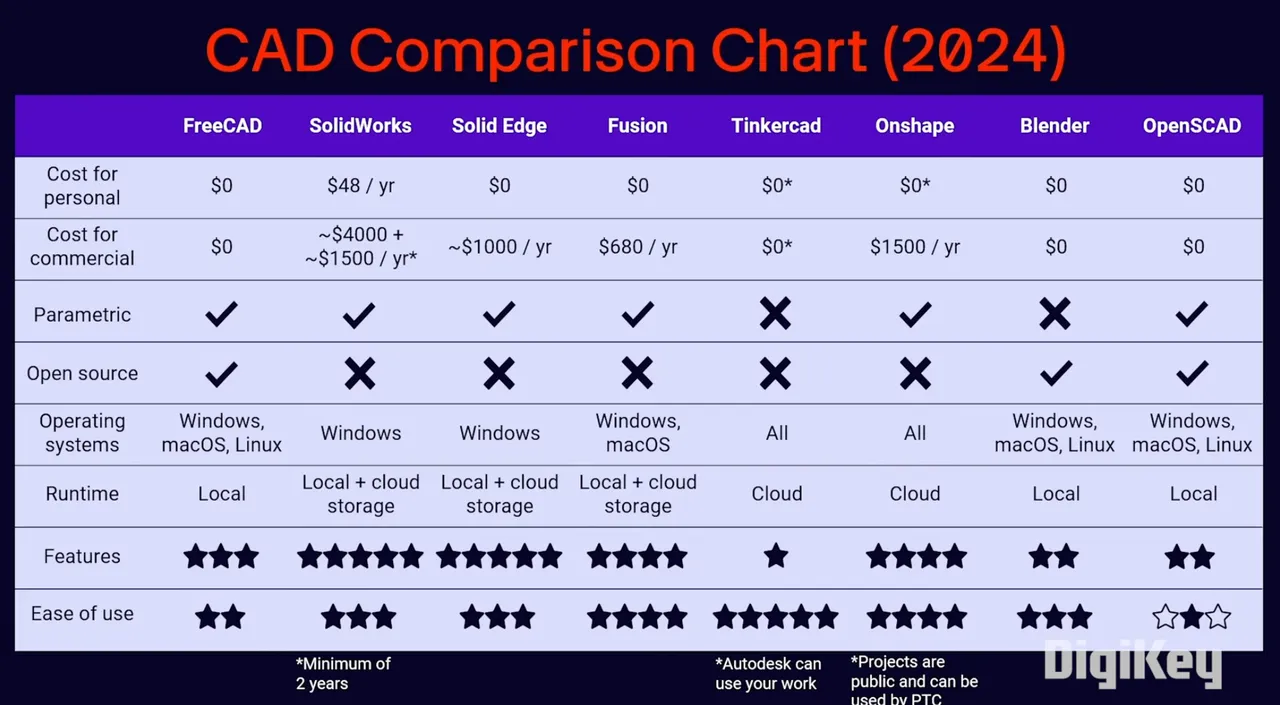 CAD Comparison Chart (2024)
FreeCAD SolidWorks Solid Edge Fusion Tinkercad Onshape Blender OpenSCAD
Cost for
personal
$0 $48 / yr $0 $0 $0* $0* $0 $0
Cost for
commercial
$0 ~$4000 +
~$1500 / yr* ~$1000 / yr $680 / yr $0* $1500 / yr $0 $0
Parametric
Open source
Operating
systems
Windows,
macOS, Linux
Windows
Windows
Windows,
macOS
All
All
Windows,
macOS, Linux
Windows,
macOS, Linux
Runtime
Local
Local + cloud
storage
Local + cloud
storage
Local + cloud
storage
Cloud
Cloud
Local
Local
Features
Ease of use
*Minimum of
2 years
*Autodesk can
use your work
*Projects are
public and can be
used by PTC
DigiKey